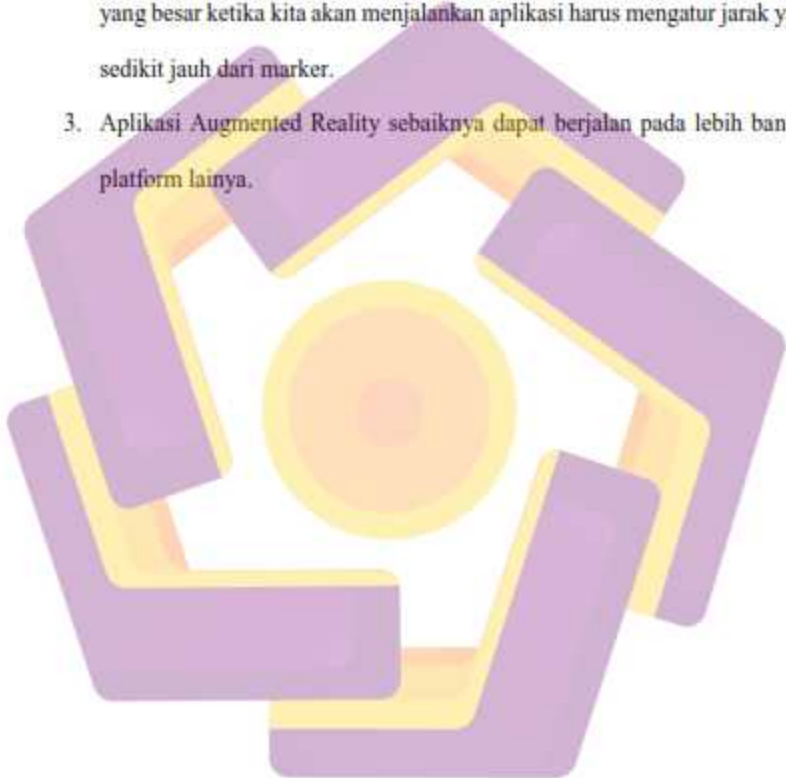 yang besar ketika kita akan menjalankan aplikasi harus mengatur jarak
sedikit jauh dari marker.
3. Aplikasi Augmented Reality sebaiknya dapat berjalan pada lebih
platform lainya.